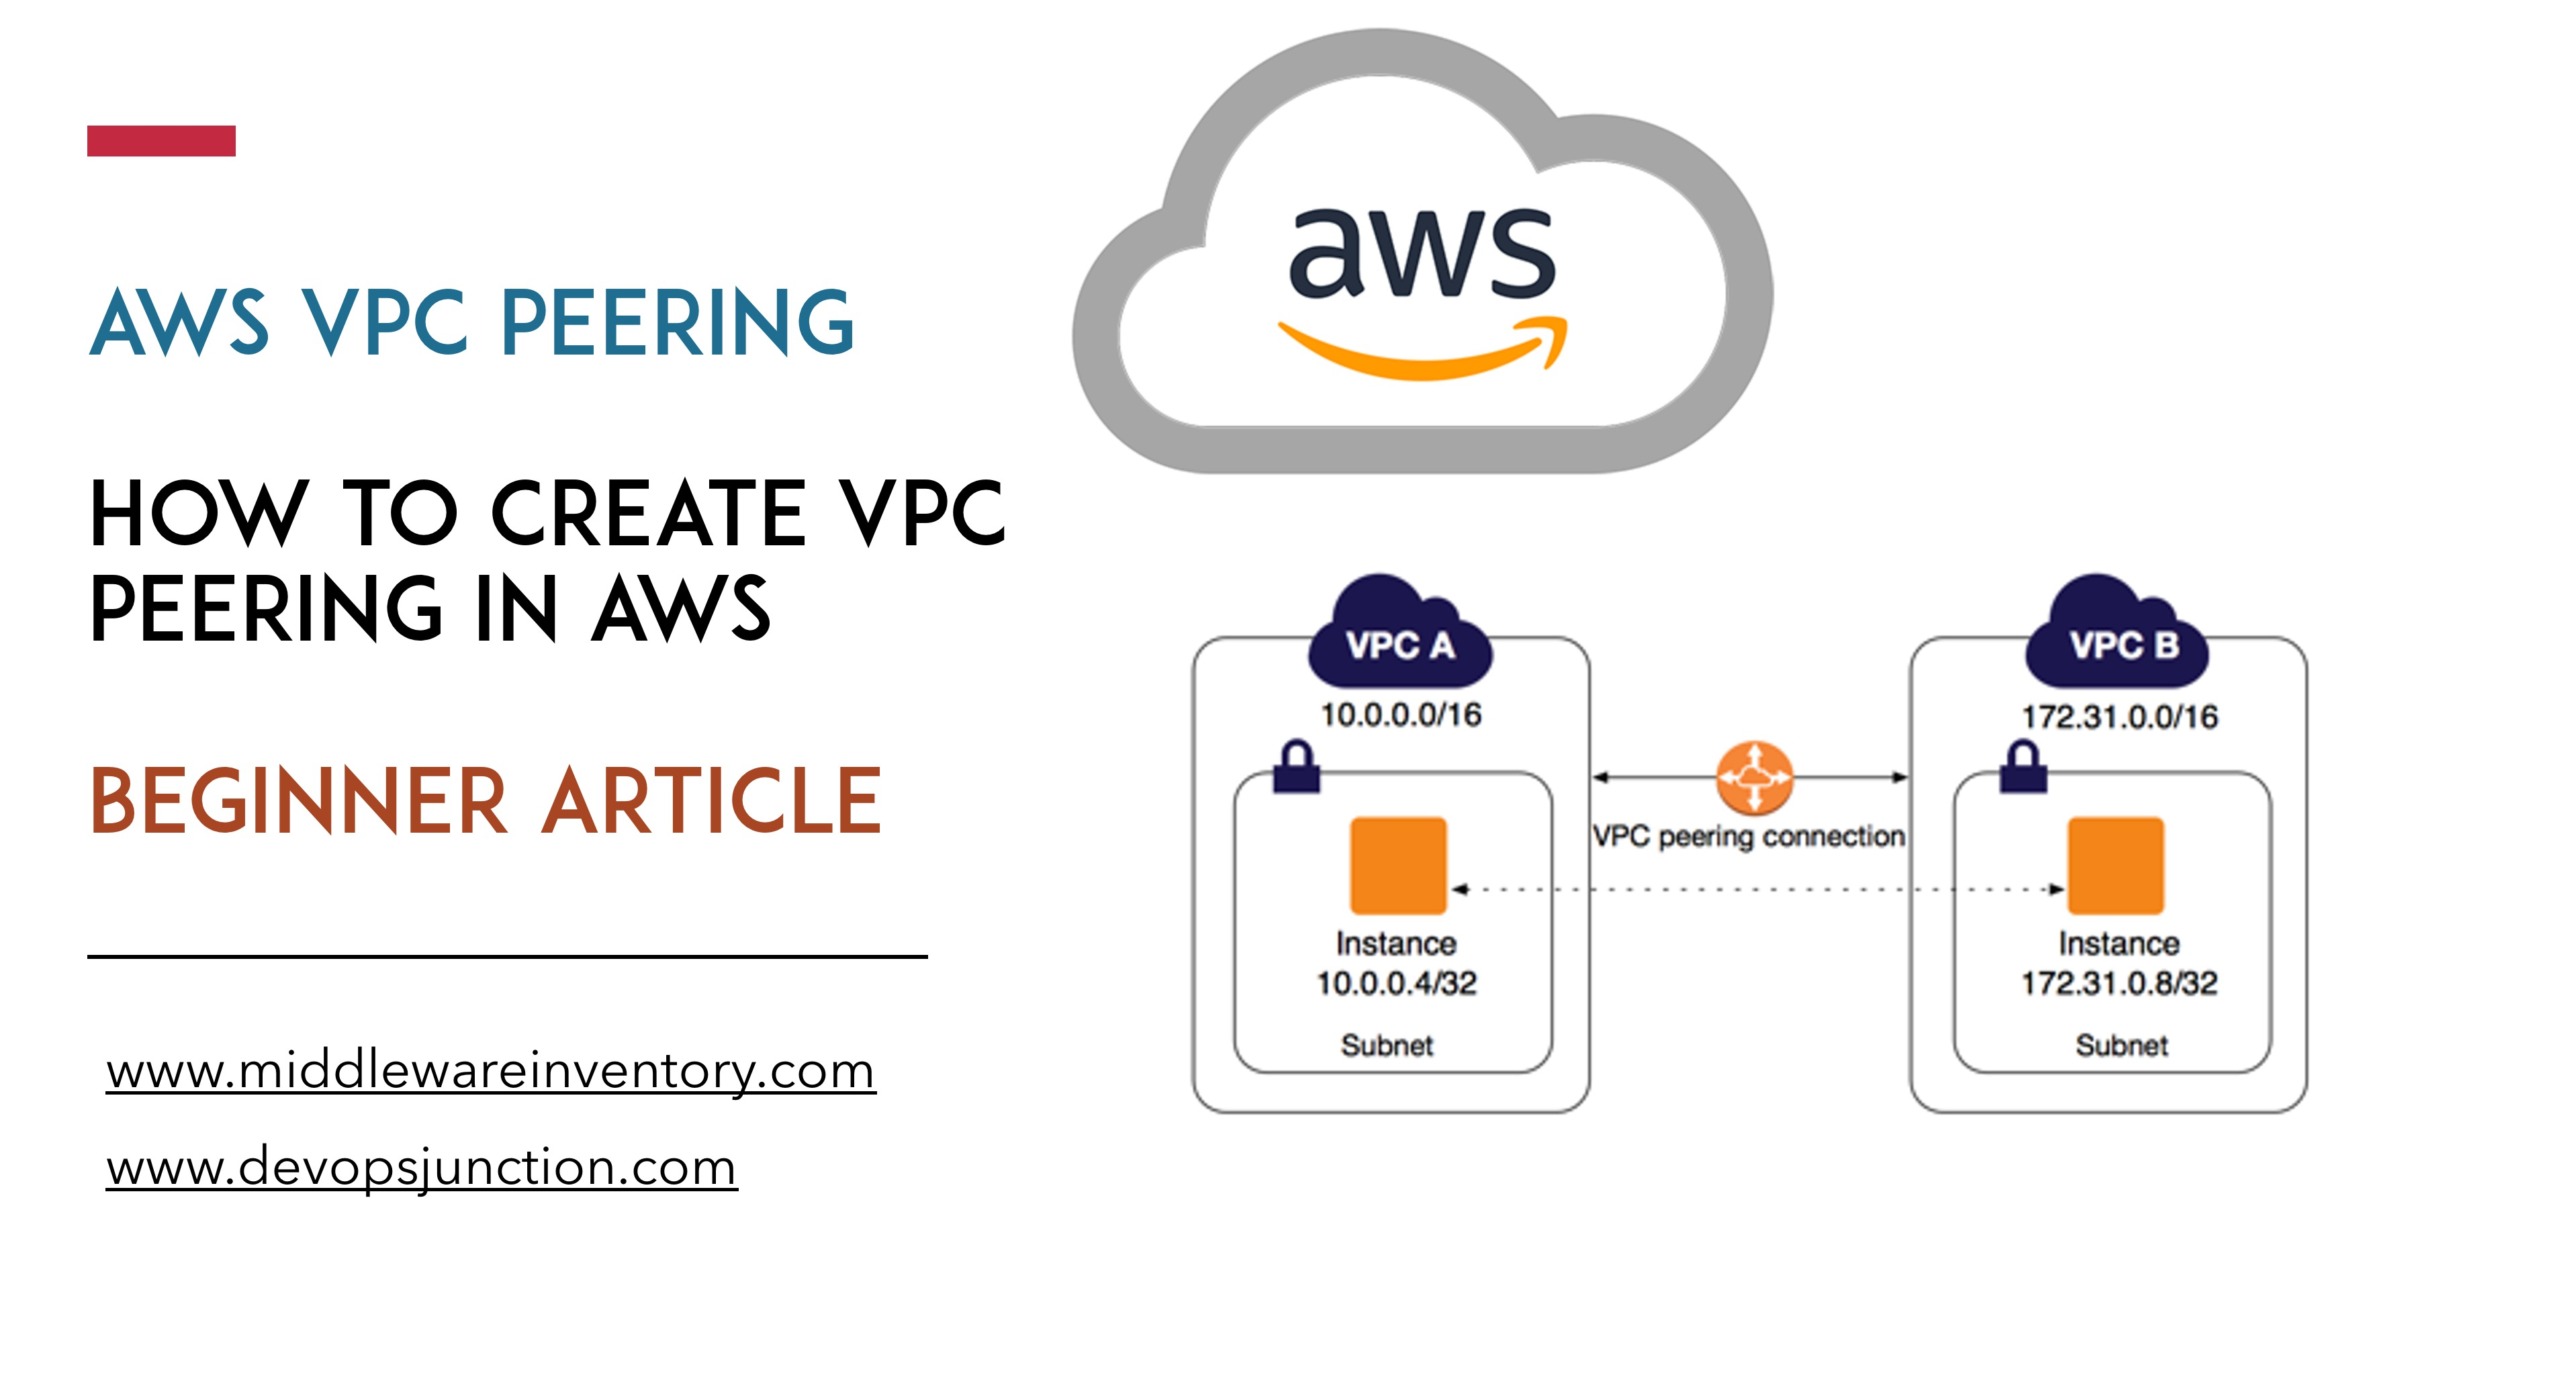 AWS VPC PEERING
HOW TO CREATE VPC
PEERING IN AWS
BEGINNER ARTICLE
www.middlewareinventory.com
www.devopsjunction.com
aws
VPC A
10.0.0.0/16
Instance
10.0.0.4/32
Subnet
VPC peering connection
VPC B
172.31.0.0/16
Instance
172.31.0.8/32
Subnet